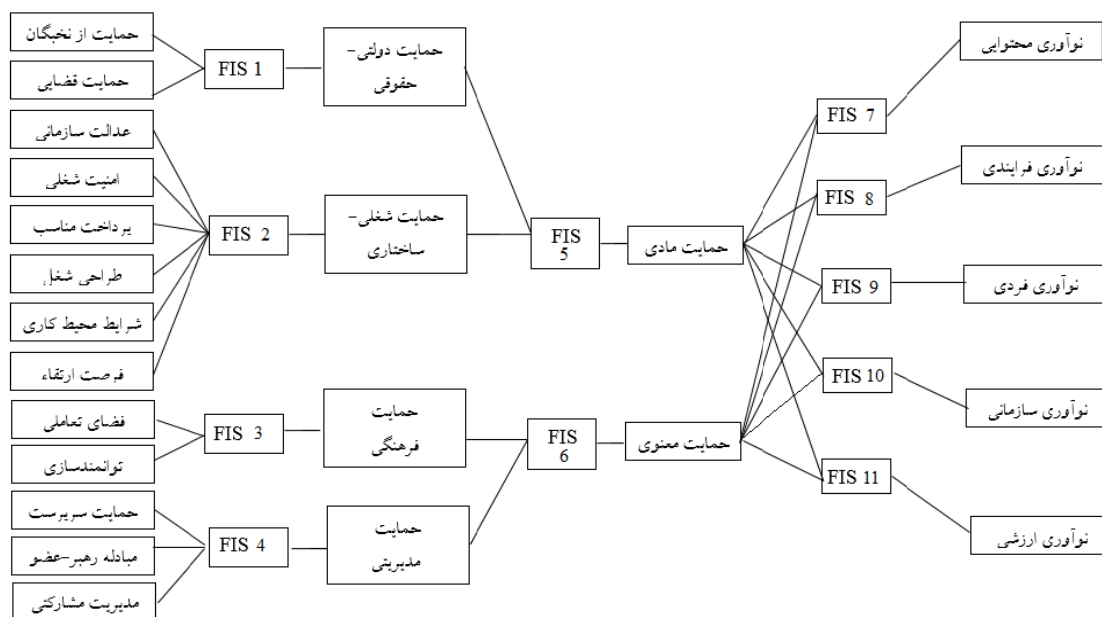 حمایت از نخبگان
حمایت قضایی
عدالت سازمانی
امنیت شغلی
پرداخت مناسب
طراحی شغل
شرایط محیط کاری
فرصت ارتقاء
فضای تعاملی
توانمندسازی
حمایت سرپرست
مبادله رهبر-عضو
مدیریت مشارکتی
FIS 1
FIS 2
FIS 3
FIS 4
حمایت دولتی-
حقوقی
حمایت شغلی-
ساختاری
حمایت
فرهنگی
حمایت
مدیریتی
FIS
5
FIS
6
حمایت مادی
حمایت معنوی
FIS 7
FIS 8
FIS 9
FIS 10
FIS 11
نوآوری محتوایی
نوآوری فرایندی
نوآوری فردی
نوآوری سازمانی
نوآوری ارزشی